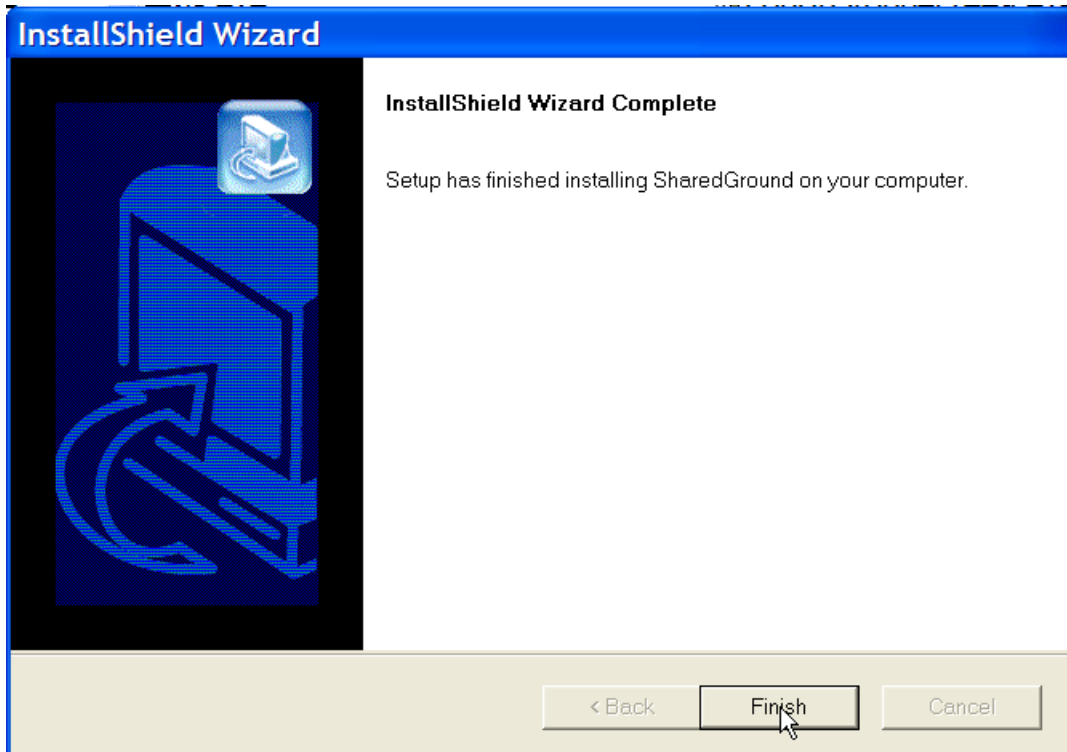 InstallShield Wizard
InstallShield Wizard Complete
Setup has finished installing SharedGround on your computer.
< Back
Finish
Cancel